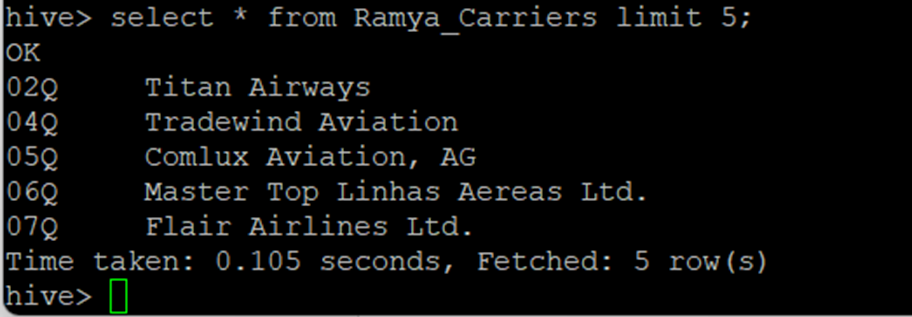 hive> select * from Ramya_Carriers limit 5;
OK
02Q     Titan Airways
04Q     Tradewind Aviation
05Q     Comlux Aviation, AG
06Q     Master Top Linhas Aereas Ltd.
07Q     Flair Airlines Ltd.
Time taken: 0.105 seconds, Fetched: 5 row(s)
hive>